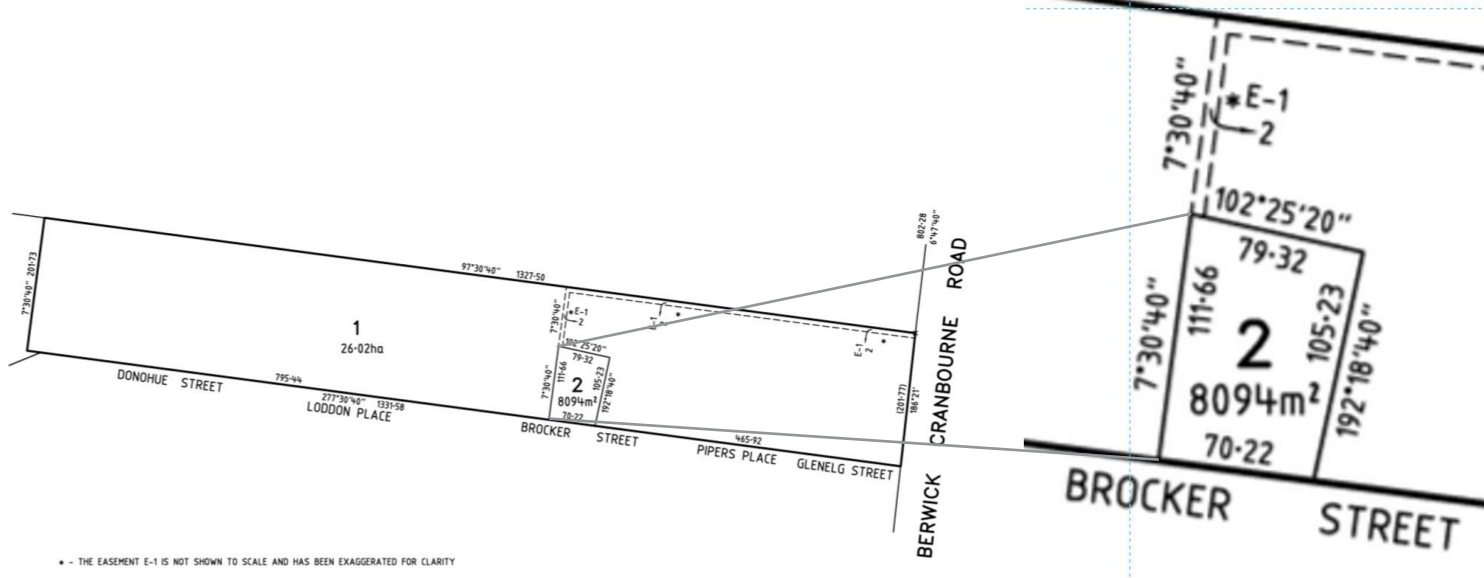 802·28
6°47'40"
97°30'40" 1327·50
7°30'40" 201·73
1
26·02ha
7°30'40"
*E-1
2
E-1
*
E-1
2
*
102°25'20"
79·32
7°30'40"
111·66
2
8094m²
105·23
192°18'40"
70·22
(201·77)
186°21'
BERWICK CRANBOURNE ROAD
DONOHUE STREET
795·44
277°30'40" 1331·58
LODDON PLACE
BROCKER STREET
465·92
PIPERS PLACE GLENELG STREET
* - THE EASEMENT E-1 IS NOT SHOWN TO SCALE AND HAS BEEN EXAGGERATED FOR CLARITY
7°30'40"
*E-1
2
102°25'20"
79·32
7°30'40"
111·66
2
8094m²
105·23
192°18'40"
70·22
BROCKER STREET